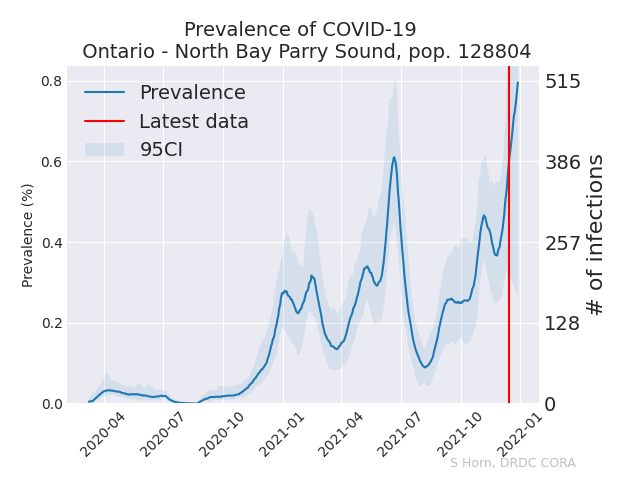 Prevalence of COVID-19
Ontario - North Bay Parry Sound, pop. 128804
Prevalence
Latest data
95CI
Prevalence (%)
0.8
0.6
0.4
0.2
0.0
515
386
257
128
0
# of infections
2020-04
2020-07
2020-10
2021-01
2021-04
2021-07
2021-10
2022-01
S Horn, DRDC CORA